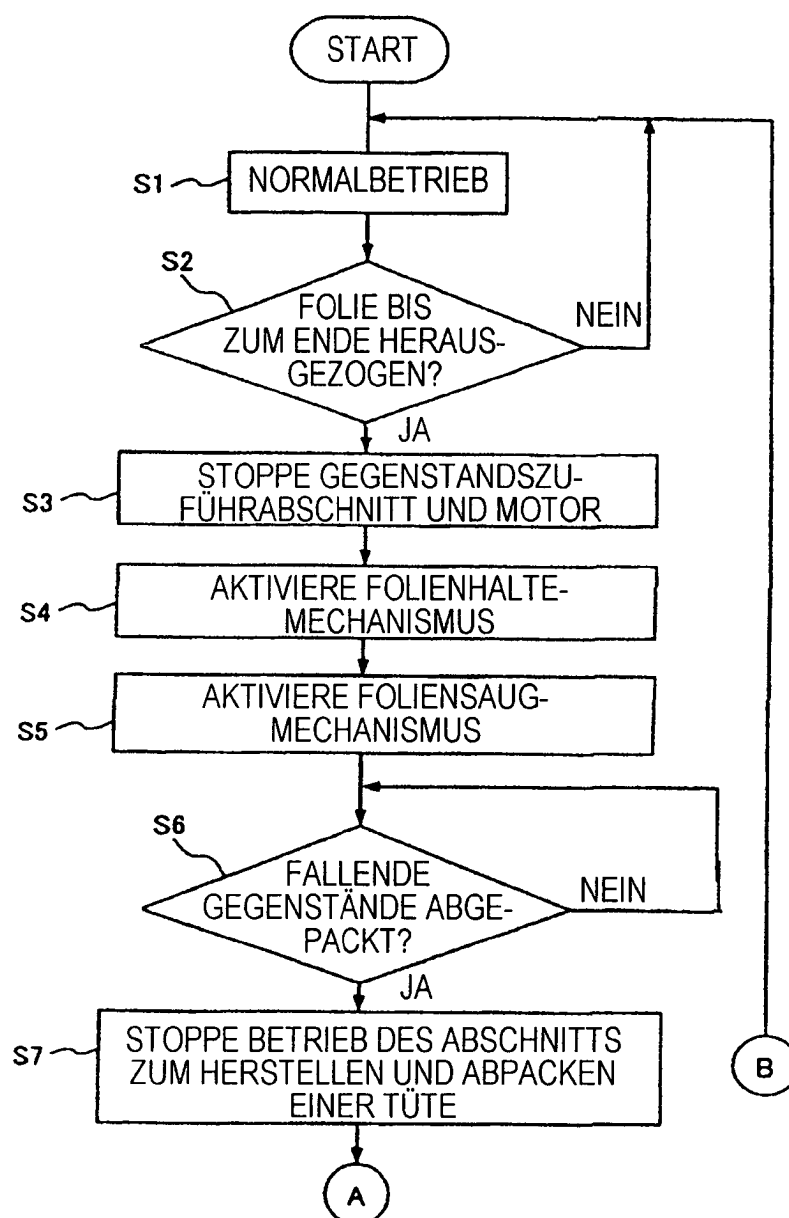 START
S1
NORMALBETRIEB
S2
FOLIE BIS
ZUM ENDE HERAUS-
GEZOGEN?
NEIN
JA
S3
STOPPE GEGENSTANDSZU-
FÜHRABSCHNITT UND MOTOR
S4
AKTIVIERE FOLIENHALTE-
MECHANISMUS
S5
AKTIVIERE FOLIENSAUG-
MECHANISMUS
S6
FALLENDE
GEGENSTÄNDE ABGE-
PACKT?
NEIN
JA
S7
STOPPE BETRIEB DES ABSCHNITTS
ZUM HERSTELLEN UND ABPACKEN
EINER TÜTE
B
A